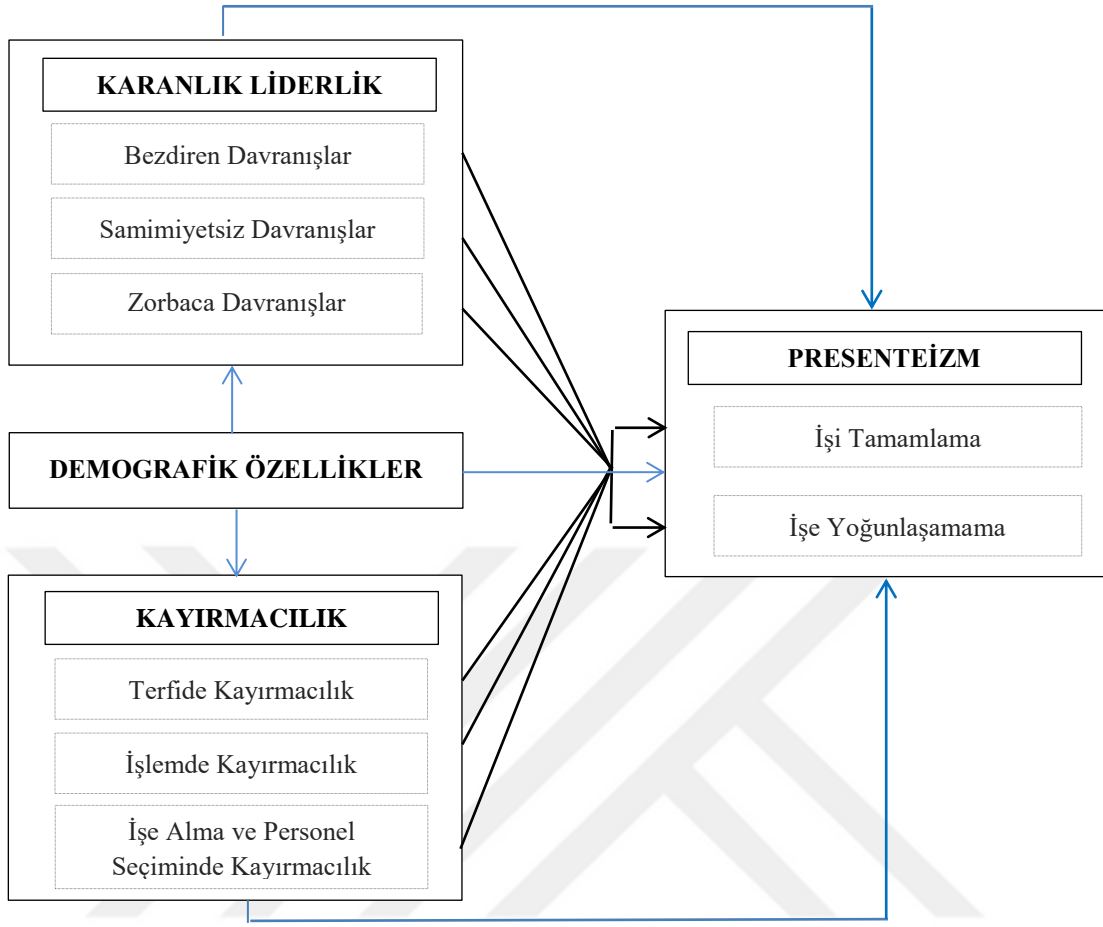 KARANLIK LİDERLİK
Bezdiren Davranışlar
Samimiyetsiz Davranışlar
Zorbaca Davranışlar
DEMOGRAFİK ÖZELLİKLER
KAYIRMACILIK
Terfide Kayırmacılık
İşlemde Kayırmacılık
İşe Alma ve Personel
Seçiminde Kayırmacılık
PRESENTEİZM
İşi Tamamlama
İşe Yoğunlaşamama